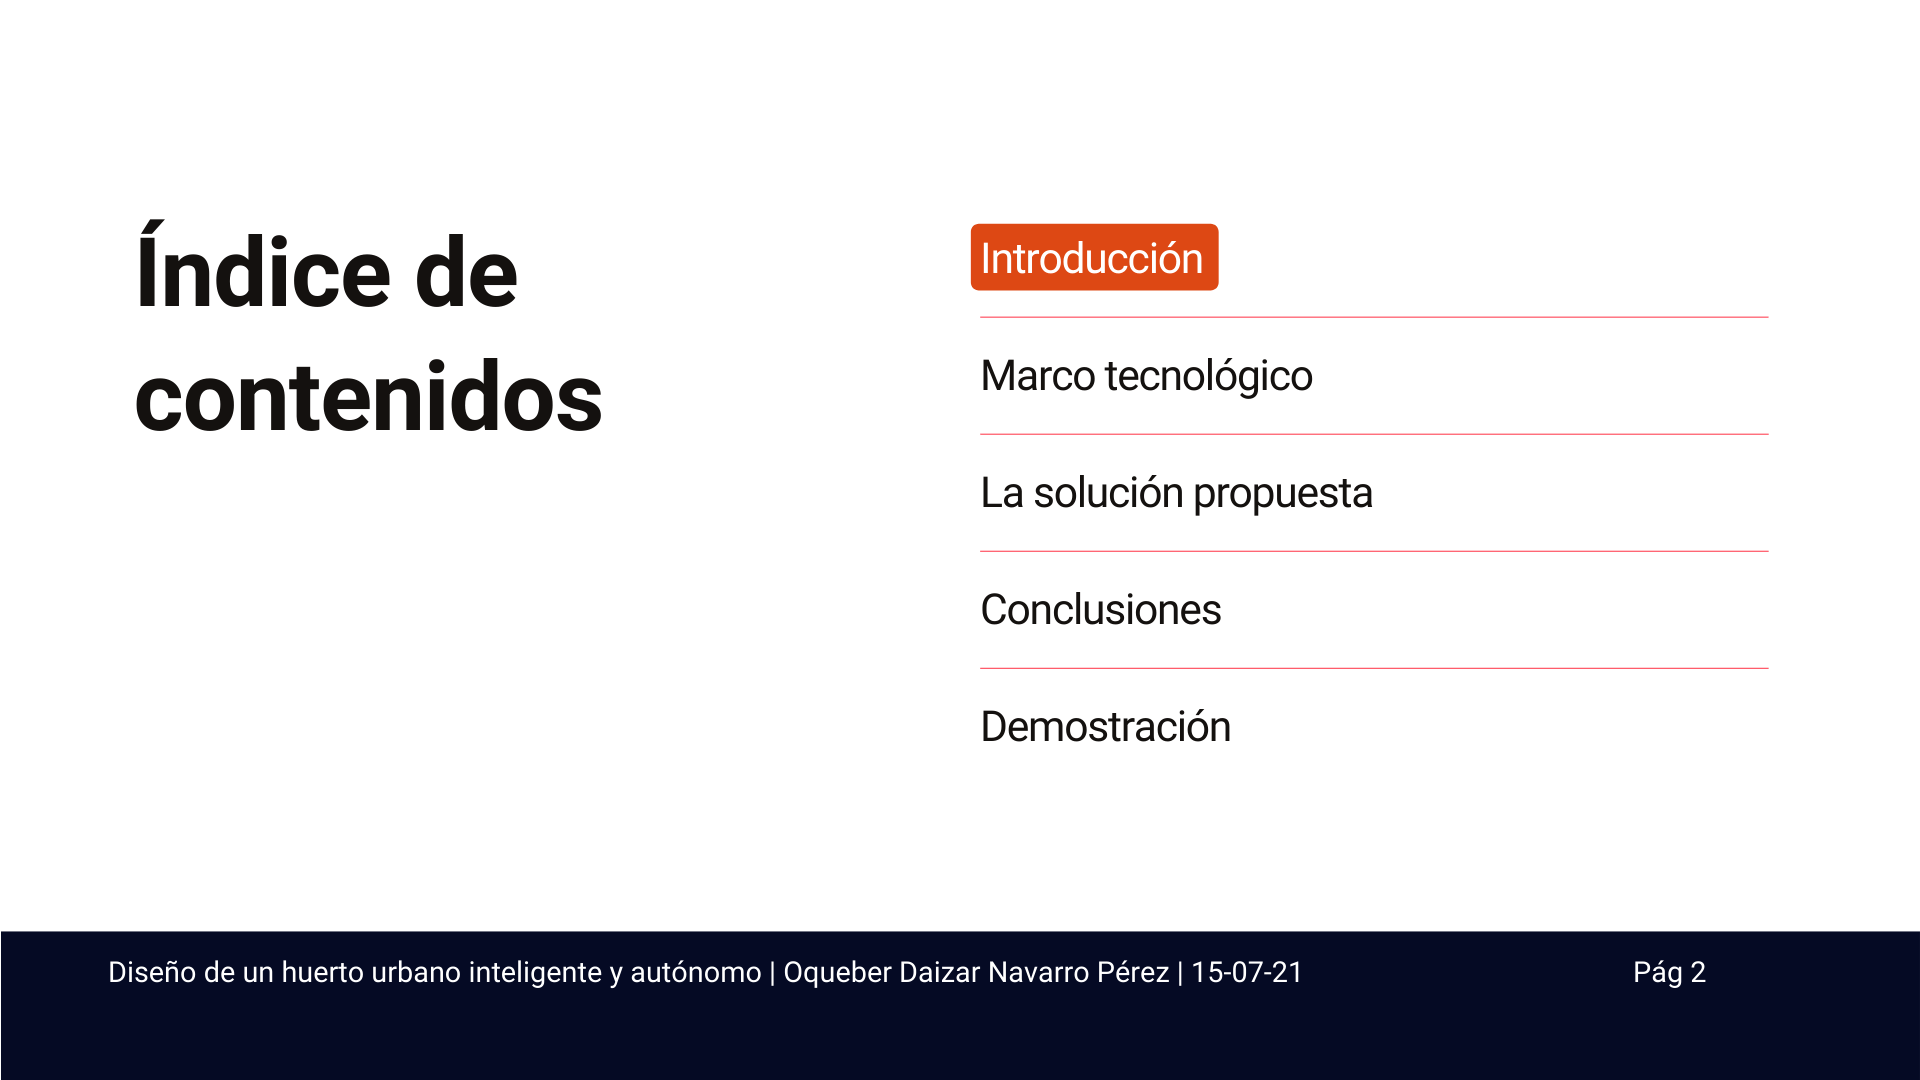 Índice de
contenidos
Introducción
Marco tecnológico
La solución propuesta
Conclusiones
Demostración
Diseño de un huerto urbano inteligente y autónomo | Oqueber Daizar Navarro Pérez | 15-07-21
Pág 2